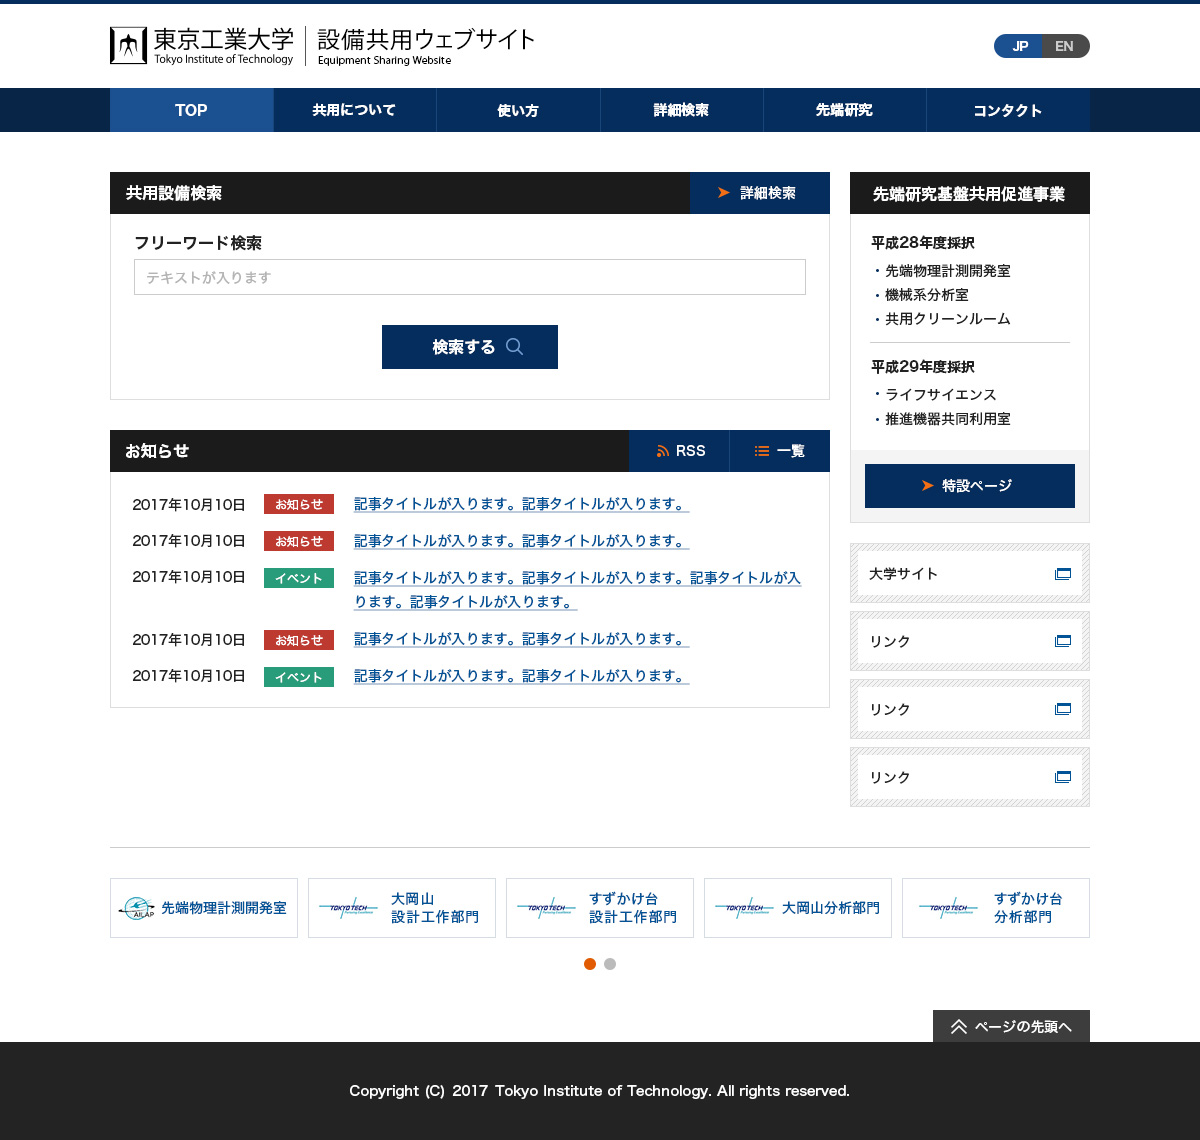 東京工業大学
Tokyo Institute of Technology
設備共用ウェブサイト
Equipment Sharing Website
JP EN
TOP 共用について 使い方 詳細検索 先端研究 コンタクト
共用設備検索
詳細検索
フリーワード検索
テキストが入ります
検索する
お知らせ
RSS
一覧
2017年10月10日 お知らせ 記事タイトルが入ります。記事タイトルが入ります。
2017年10月10日 お知らせ 記事タイトルが入ります。記事タイトルが入ります。
2017年10月10日 イベント 記事タイトルが入ります。記事タイトルが入ります。記事タイトルが入
ります。記事タイトルが入ります。
2017年10月10日 お知らせ 記事タイトルが入ります。記事タイトルが入ります。
2017年10月10日 イベント 記事タイトルが入ります。記事タイトルが入ります。
先端研究基盤共用促進事業
平成28年度採択
・先端物理計測開発室
・機械系分析室
・共用クリーンルーム
平成29年度採択
・ライフサイエンス
・推進機器共同利用室
特設ページ
大学サイト
リンク
リンク
リンク
AILAP 先端物理計測開発室
TOKYO TECH
大岡山
設計工作部門
TOKYO TECH
すずかけ台
設計工作部門
TOKYO TECH
大岡山分析部門
TOKYO TECH
すずかけ台
分析部門
ページの先頭へ
Copyright (C) 2017 Tokyo Institute of Technology. All rights reserved.